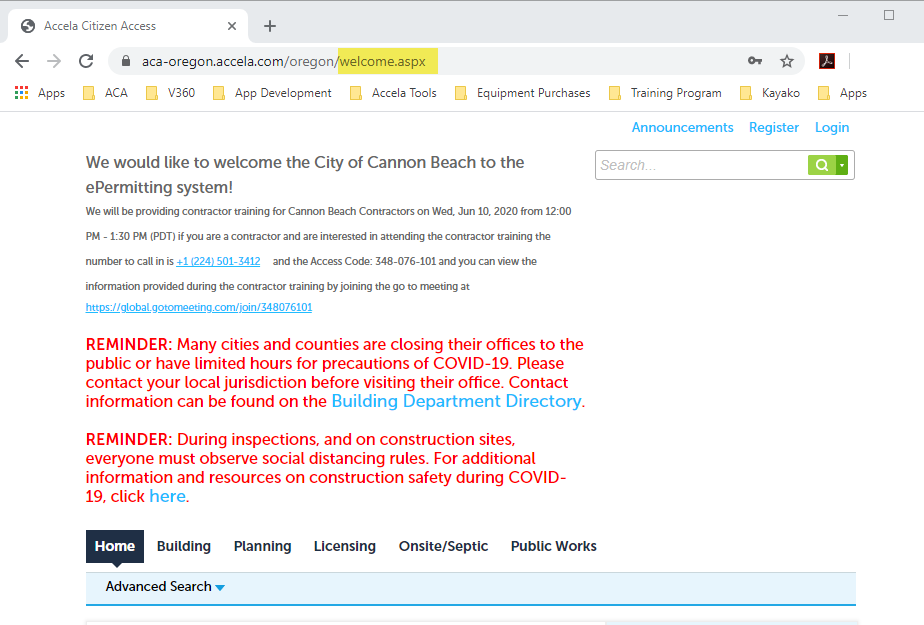 Accela Citizen Access
aca-oregon.accela.com/oregon/welcome.aspx
Apps ACA V360 App Development Accela Tools Equipment Purchases Training Program Kayako Apps
Announcements Register Login
We would like to welcome the City of Cannon Beach to the
ePermitting system!
Search...
We will be providing contractor training for Cannon Beach Contractors on Wed, Jun 10, 2020 from 12:00
PM - 1:30 PM (PDT) if you are a contractor and are interested in attending the contractor training the
number to call in is +1 (224) 501-3412 and the Access Code: 348-076-101 and you can view the
information provided during the contractor training by joining the go to meeting at
https://global.gotomeeting.com/join/348076101
REMINDER: Many cities and counties are closing their offices to the
public or have limited hours for precautions of COVID-19. Please
contact your local jurisdiction before visiting their office. Contact
information can be found on the Building Department Directory.
REMINDER: During inspections, and on construction sites,
everyone must observe social distancing rules. For additional
information and resources on construction safety during COVID-
19, click here.
Home Building Planning Licensing Onsite/Septic Public Works
Advanced Search